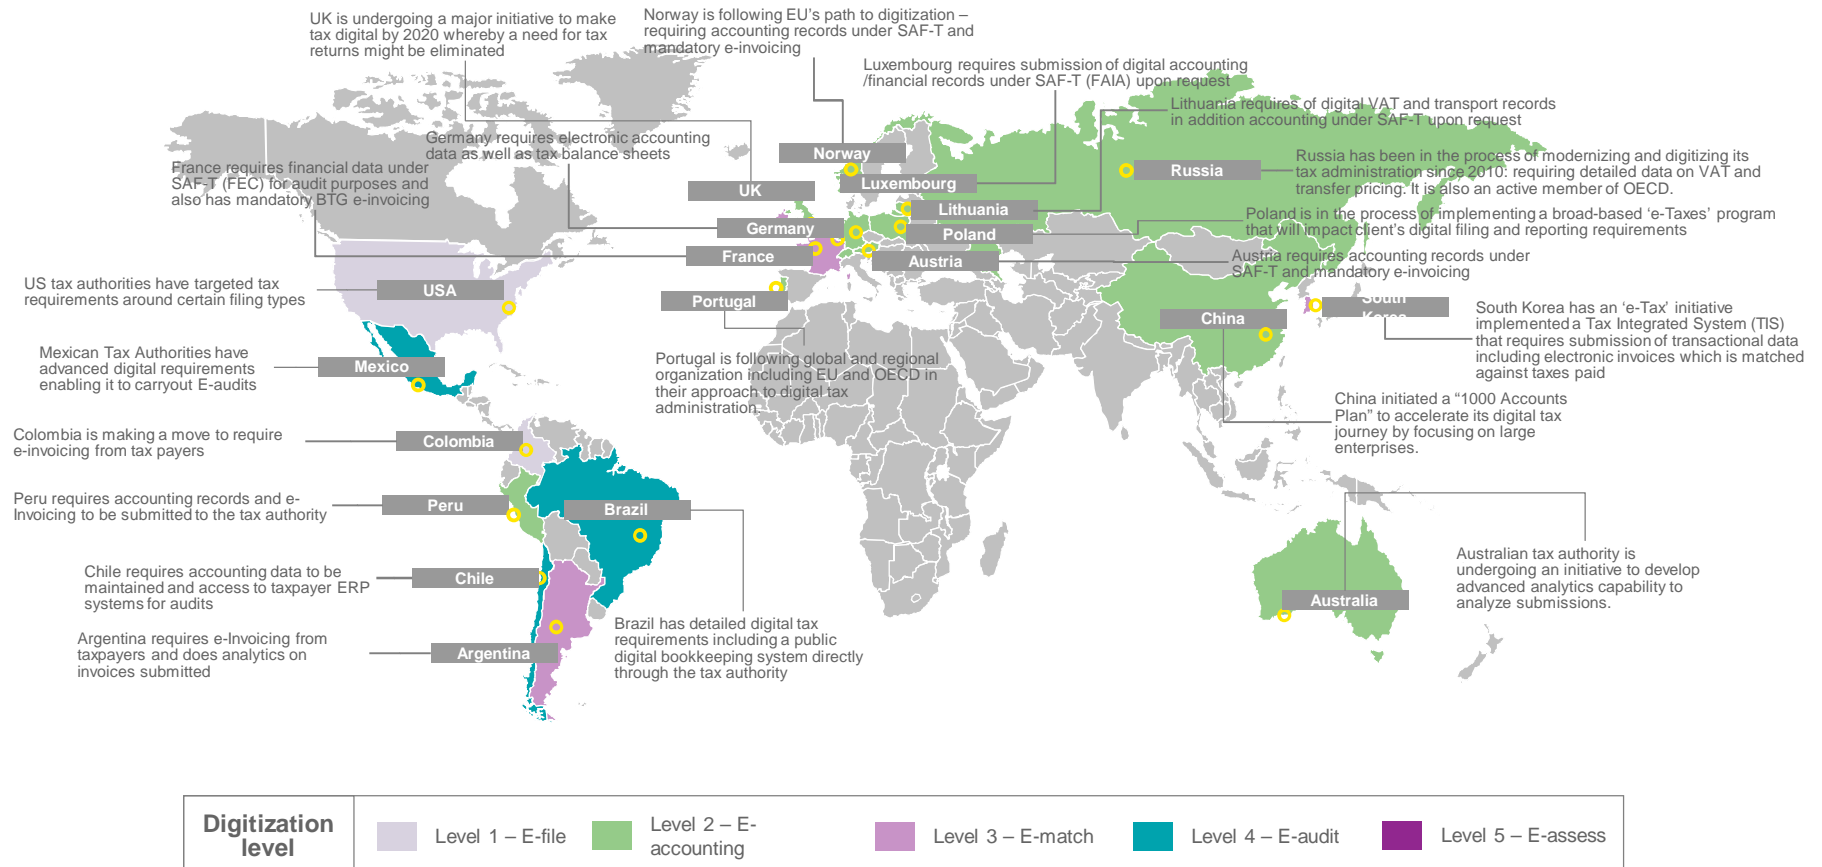 UK is undergoing a major initiative to make
tax digital by 2020 whereby a need for tax
returns might be eliminated
Norway is following EU's path to digitization –
requiring accounting records under SAF-T and
mandatory e-invoicing
Luxembourg requires submission of digital accounting
/financial records under SAF-T (FAIA) upon request
Lithuania requires of digital VAT and transport records
in addition accounting under SAF-T upon request
Germany requires electronic accounting
data as well as tax balance sheets
France requires financial data under
SAF-T (FEC) for audit purposes and
also has mandatory BTG e-invoicing
Norway
Luxembourg
UK
Lithuania
Germany
Poland
France
Austria
Portugal
Russia
Russia has been in the process of modernizing and digitizing its
tax administration since 2010: requiring detailed data on VAT and
transfer pricing. It is also an active member of OECD.
Poland is in the process of implementing a broad-based ‘e-Taxes’ program
that will impact client's digital filing and reporting requirements
Austria requires accounting records under
SAF-T and mandatory e-invoicing
US tax authorities have targeted tax
requirements around certain filing types
USA
China
South
Korea
South Korea has an ‘e-Tax’ initiative
implemented a Tax Integrated System (TIS)
that requires submission of transactional data
including electronic invoices which is matched
against taxes paid
Mexican Tax Authorities have
advanced digital requirements
enabling it to carryout E-audits
Mexico
Portugal is following global and regional
organization including EU and OECD in
their approach to digital tax
administration.
China initiated a “1000 Accounts
Plan” to accelerate its digital tax
journey by focusing on large
enterprises.
Colombia is making a move to require
e-invoicing from tax payers
Colombia
Peru requires accounting records and e-
Invoicing to be submitted to the tax authority
Peru
Brazil
Chile requires accounting data to be
maintained and access to taxpayer ERP
systems for audits
Chile
Australian tax authority is
undergoing an initiative to develop
advanced analytics capability to
analyze submissions.
Australia
Argentina requires e-Invoicing from
taxpayers and does analytics on
invoices submitted
Argentina
Brazil has detailed digital tax
requirements including a public
digital bookkeeping system directly
through the tax authority
Digitization
level
Level 1 – E-file
Level 2 – E-
accounting
Level 3 – E-match
Level 4 – E-audit
Level 5 – E-assess